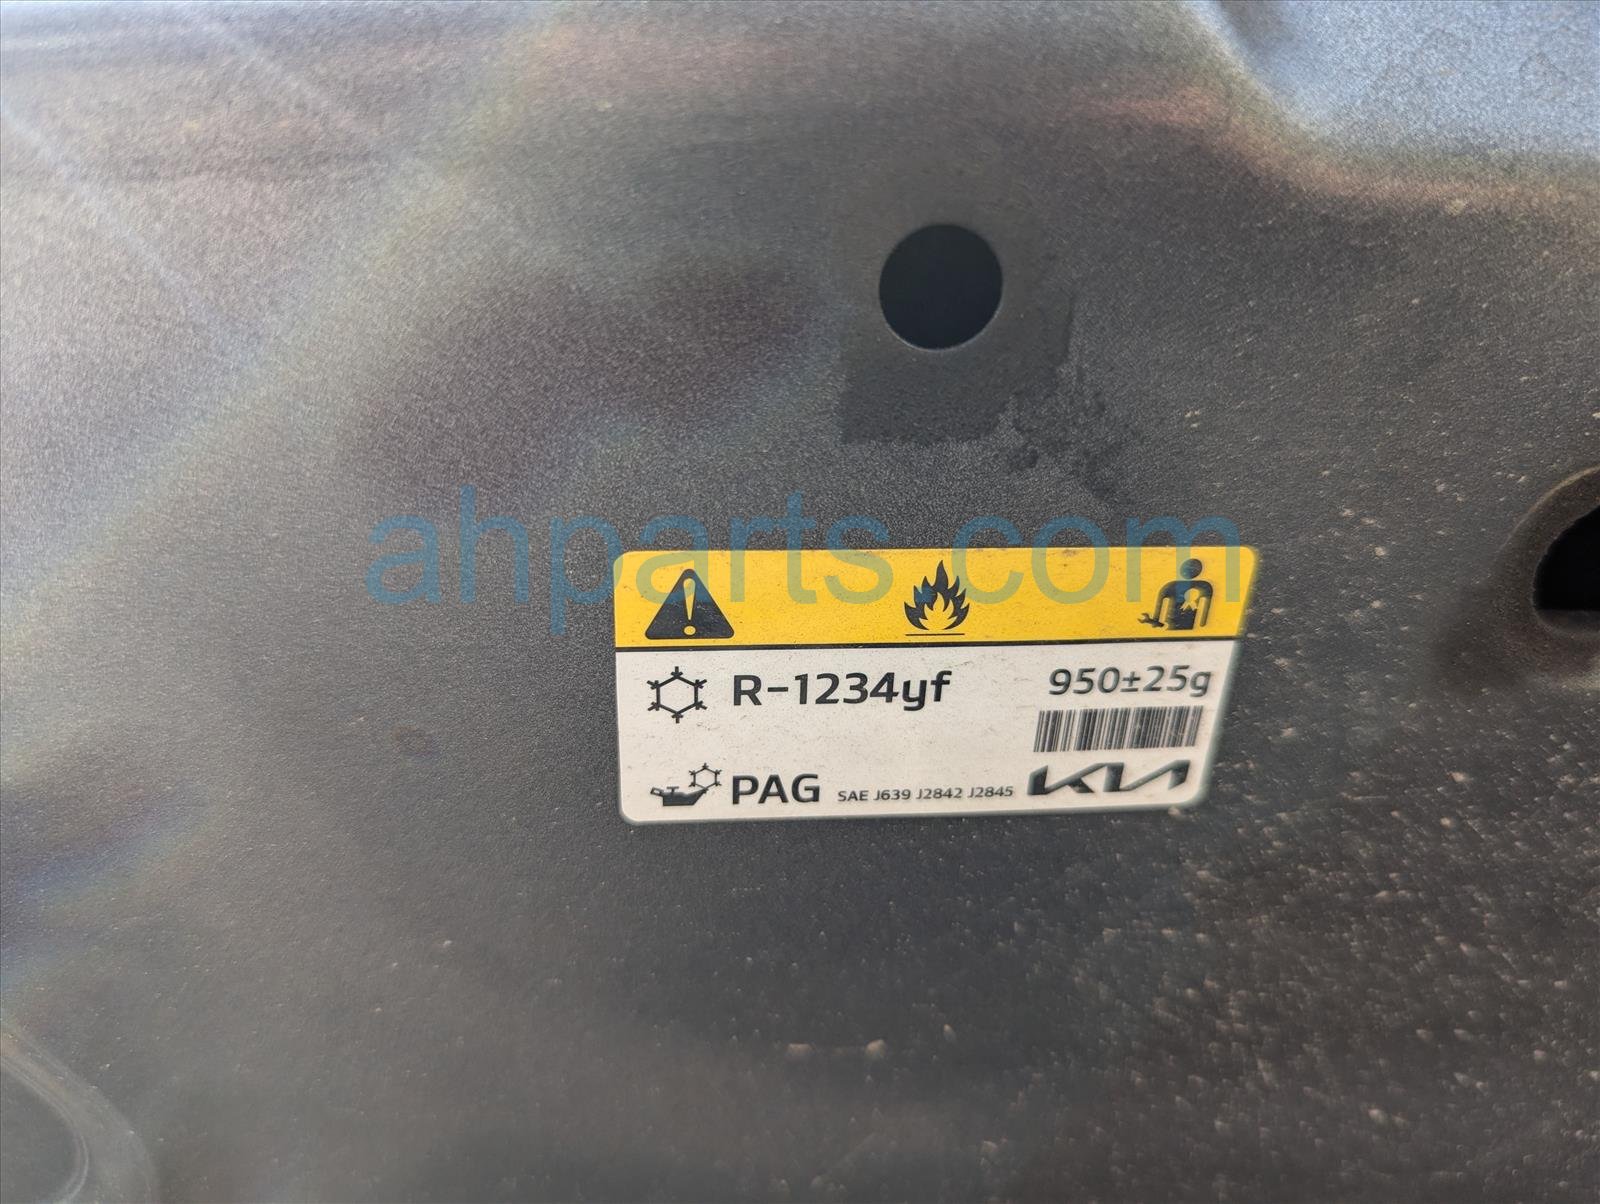 ahparts.com
R-1234yf 950±25g
PAG SAE J639 J2842 J2845 KIA